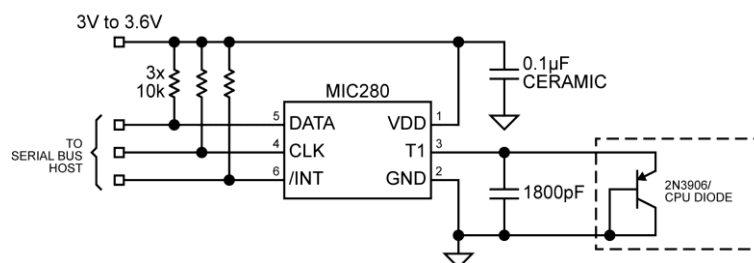 3V to 3.6V
3x
10k
0.1µF
CERAMIC
MIC280
TO
SERIAL BUS
HOST
5 DATA VDD 1
4 CLK T1 3
6 /INT GND 2
1800pF
2N3906/
CPU DIODE